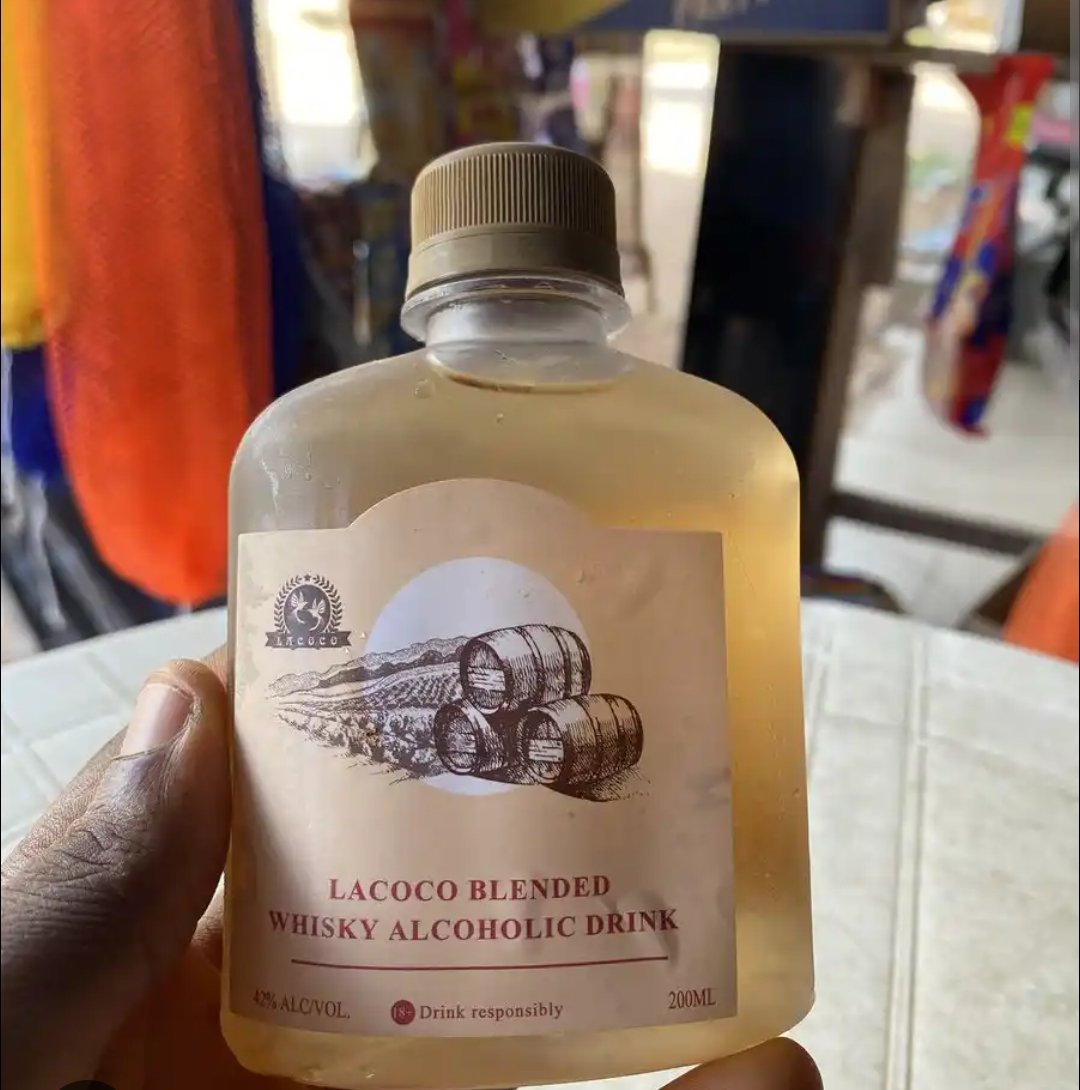 LACOCO
LACOCO BLENDED
WHISKY ALCOHOLIC DRINK
42% ALC/VOL.
18+ Drink responsibly
200ML